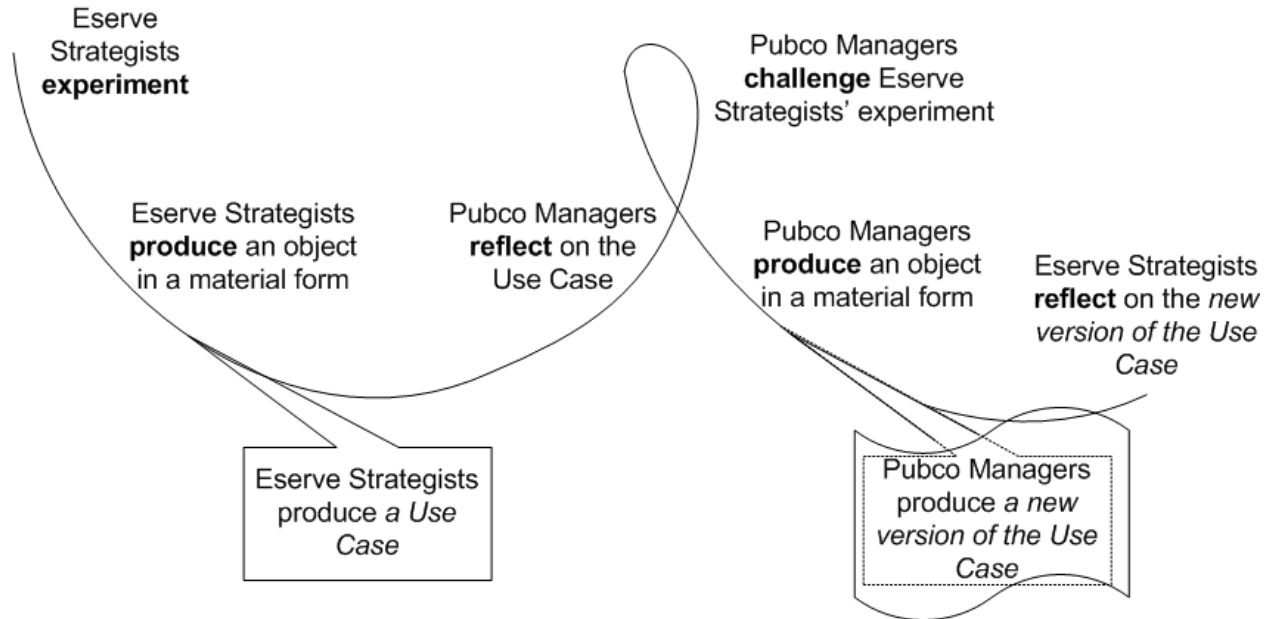 Eserve
Strategists
experiment
Eserve Strategists
produce an object
in a material form
Eserve Strategists
produce a Use
Case
Pubco Managers
reflect on the
Use Case
Pubco Managers
challenge Eserve
Strategists’ experiment
Pubco Managers
produce an object
in a material form
Pubco Managers
produce a new
version of the Use
Case
Eserve Strategists
reflect on the new
version of the Use
Case